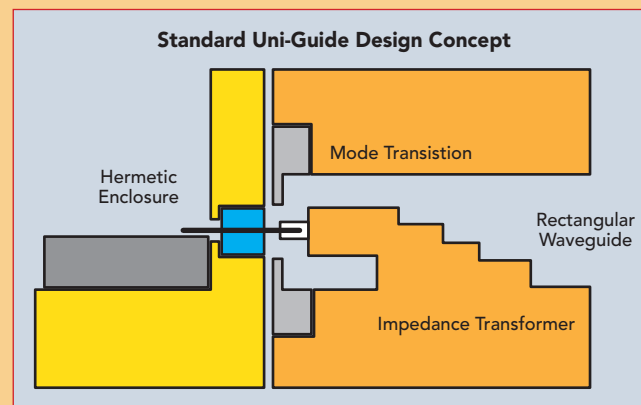 Standard Uni-Guide Design Concept
Mode Transistion
Hermetic
Enclosure
Rectangular
Waveguide
Impedance Transformer